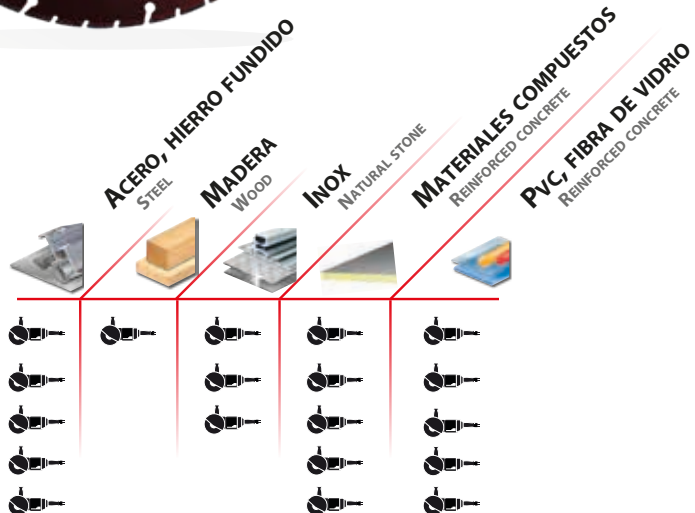 ACERO, HIERRO FUNDIDO
STEEL
MADERA
WOOD
INOX
NATURAL STONE
MATERIALES COMPUESTOS
REINFORCED CONCRETE
PVC, FIBRA DE VIDRIO
REINFORCED CONCRETE